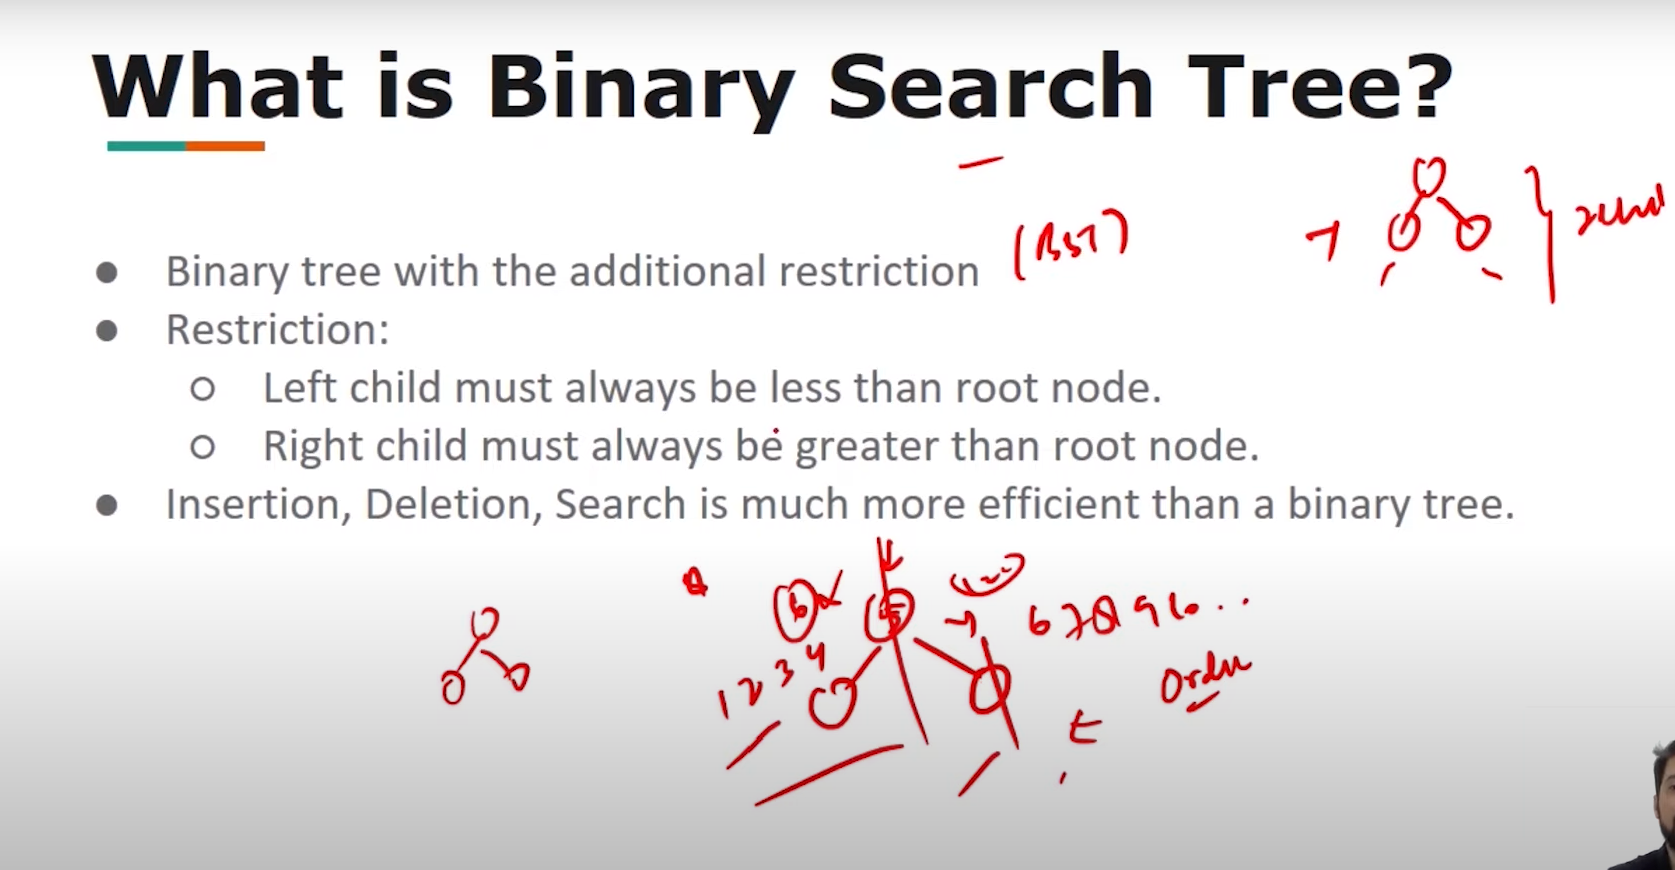 What is Binary Search Tree?
(BST)
● Binary tree with the additional restriction
● Restriction:
○ Left child must always be less than root node.
○ Right child must always be greater than root node.
● Insertion, Deletion, Search is much more efficient than a binary tree.
6 5 6 7 8 9 10 . .
1 2 3 4
Order